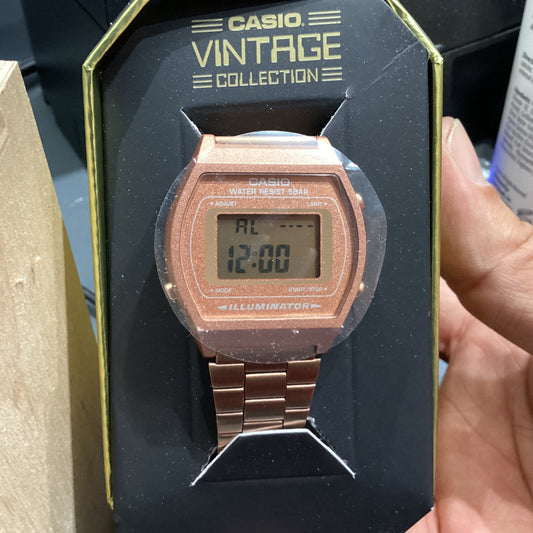 CASIO
VINTAGE
COLLECTION
CASIO
WATER RESIST 5BAR
ADJUST LIGHT
AL ----
12:00
MODE START/STOP
ILLUMINATOR